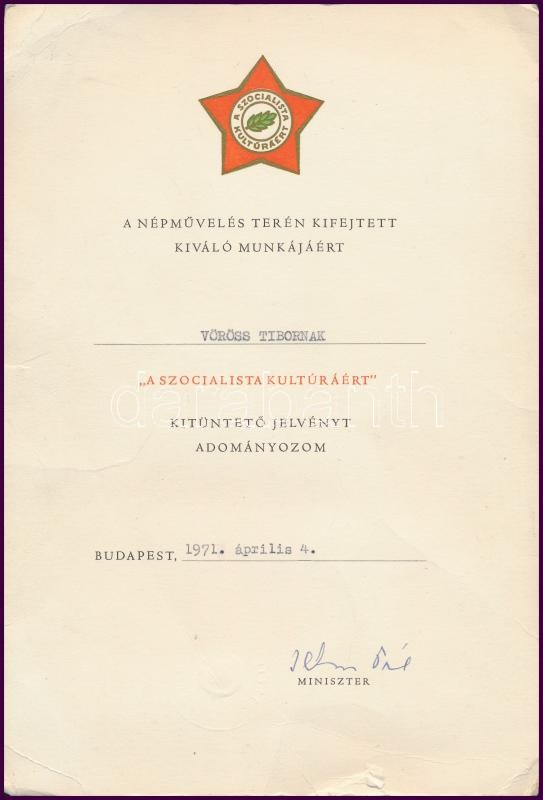 A SZOCIALISTA
KULTÚRÁÉRT
A NÉPMŰVELÉS TERÉN KIFEJTETT
KIVÁLÓ MUNKÁJÁÉRT
VÖRÖSS TIBORNAK
„A SZOCIALISTA KULTÚRÁÉRT"
darabanth
KITÜNTETŐ JELVÉNYT
ADOMÁNYOZOM
BUDAPEST, 1971. április 4.
MINISZTER